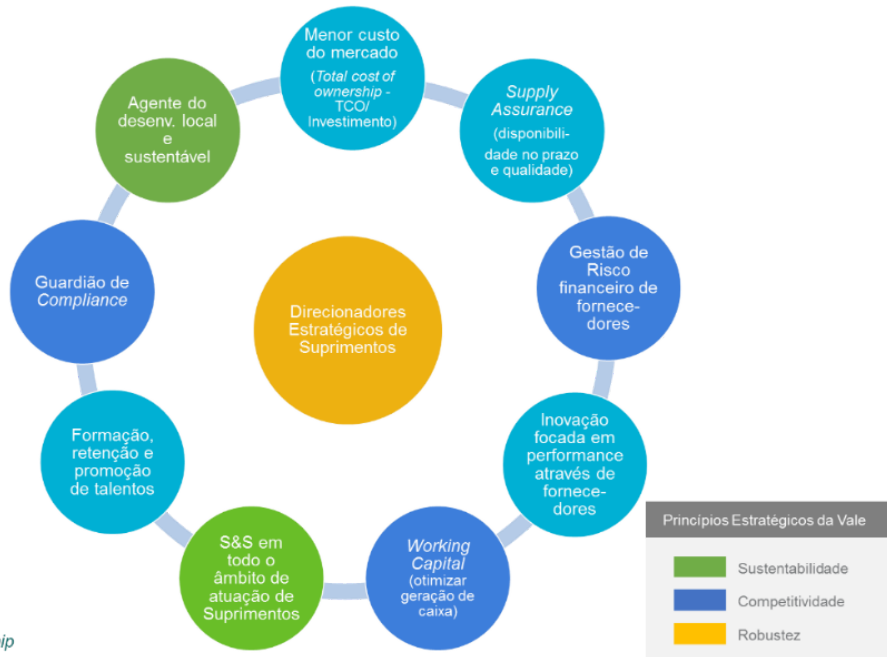 Menor custo
do mercado
(Total cost of
ownership -
TCO/
Investimento)
Supply
Assurance
(disponibili-
dade no prazo
e qualidade)
Gestão de
Risco
financeiro de
fornece-
dores
Inovação
focada em
performance
através de
fornece-
dores
Working
Capital
(otimizar
geração de
caixa)
S&S em
todo o
âmbito de
atuação de
Suprimentos
Formação,
retenção e
promoção
de talentos
Guardião de
Compliance
Agente do
desenv. local
e
sustentável
Direcionadores
Estratégicos de
Suprimentos
Princípios Estratégicos da Vale
Sustentabilidade
Competitividade
Robustez